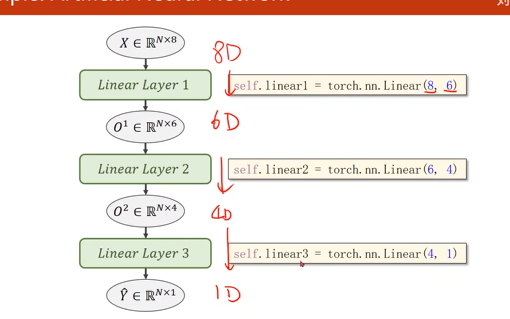 X ∈ ℝ^{N×8}
8D
Linear Layer 1
self.linear1 = torch.nn.Linear(8, 6)
O¹ ∈ ℝ^{N×6}
6D
Linear Layer 2
self.linear2 = torch.nn.Linear(6, 4)
O² ∈ ℝ^{N×4}
4D
Linear Layer 3
self.linear3 = torch.nn.Linear(4, 1)
Ŷ ∈ ℝ^{N×1}
1D